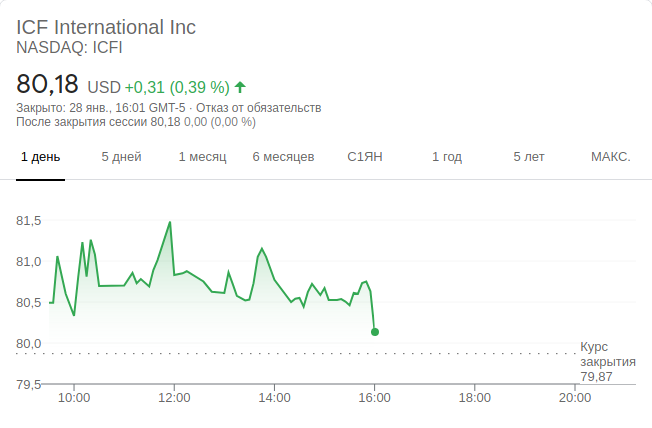 ICF International Inc
NASDAQ: ICFI
80,18 USD +0,31 (0,39 %)
Закрыто: 28 янв., 16:01 GMT-5 · Отказ от обязательств
После закрытия сессии 80,18 0,00 (0,00 %)
1 день 5 дней 1 месяц 6 месяцев С1ЯН 1 год 5 лет МАКС.
81,5
81,0
80,5
80,0
79,5
Курс
закрытия
79,87
10:00 12:00 14:00 16:00 18:00 20:00